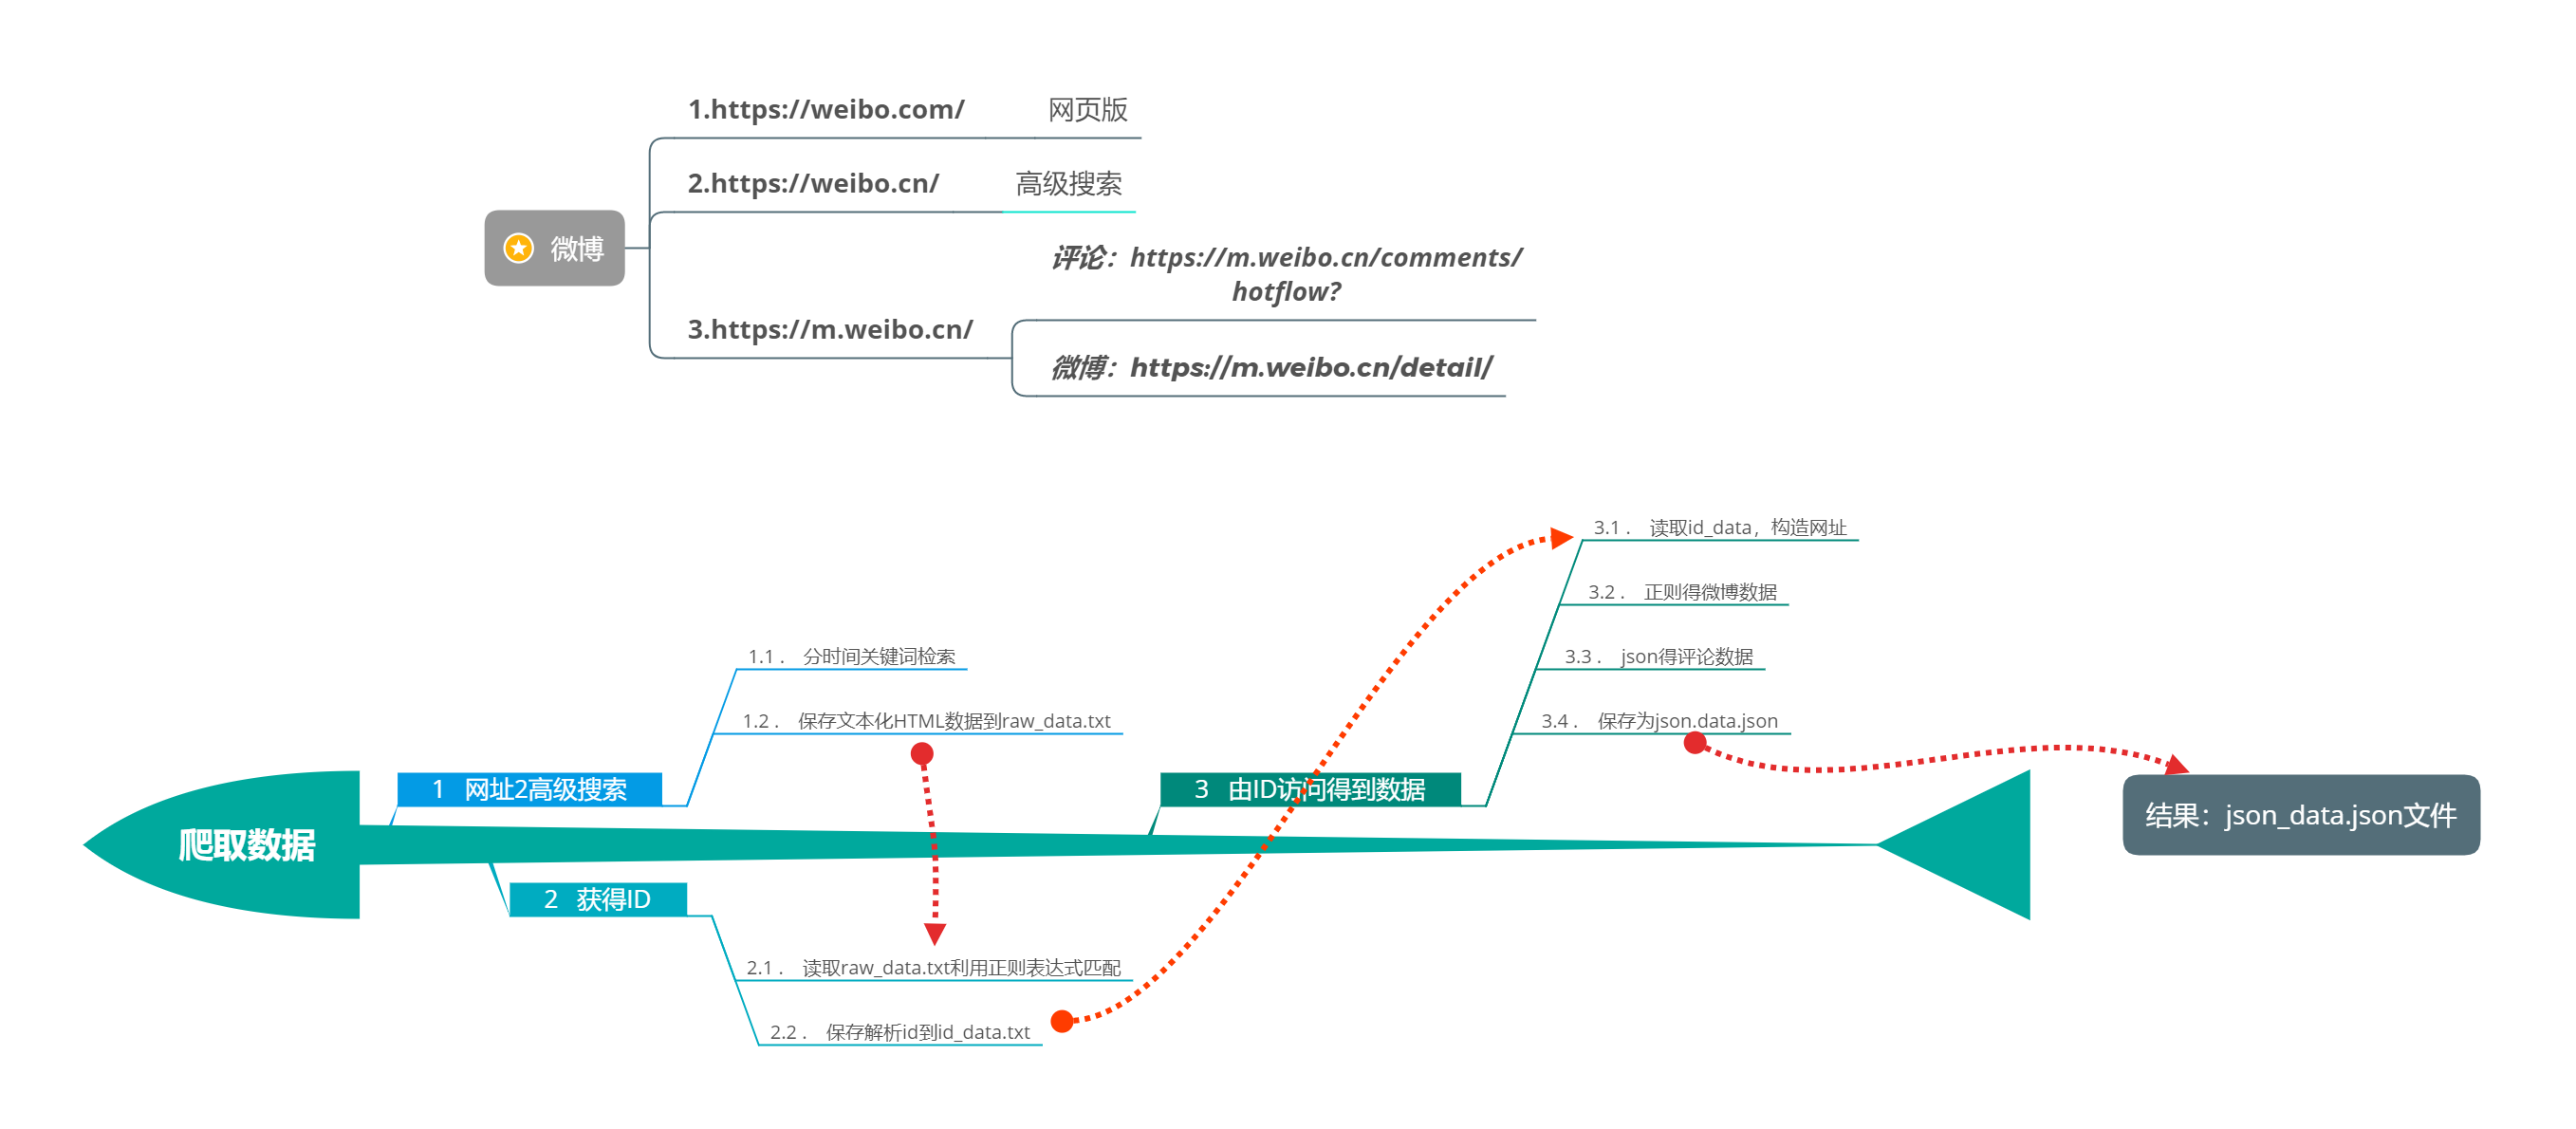 1.https://weibo.com/ 网页版
2.https://weibo.cn/ 高级搜索
微博
评论：https://m.weibo.cn/comments/
hotflow?
3.https://m.weibo.cn/
微博：https://m.weibo.cn/detail/
3.1． 读取id_data，构造网址
3.2． 正则得微博数据
1.1． 分时间关键词检索
3.3． json得评论数据
1.2． 保存文本化HTML数据到raw_data.txt
3.4． 保存为json.data.json
1 网址2高级搜索
3 由ID访问得到数据
结果：json_data.json文件
爬取数据
2 获得ID
2.1． 读取raw_data.txt利用正则表达式匹配
2.2． 保存解析id到id_data.txt